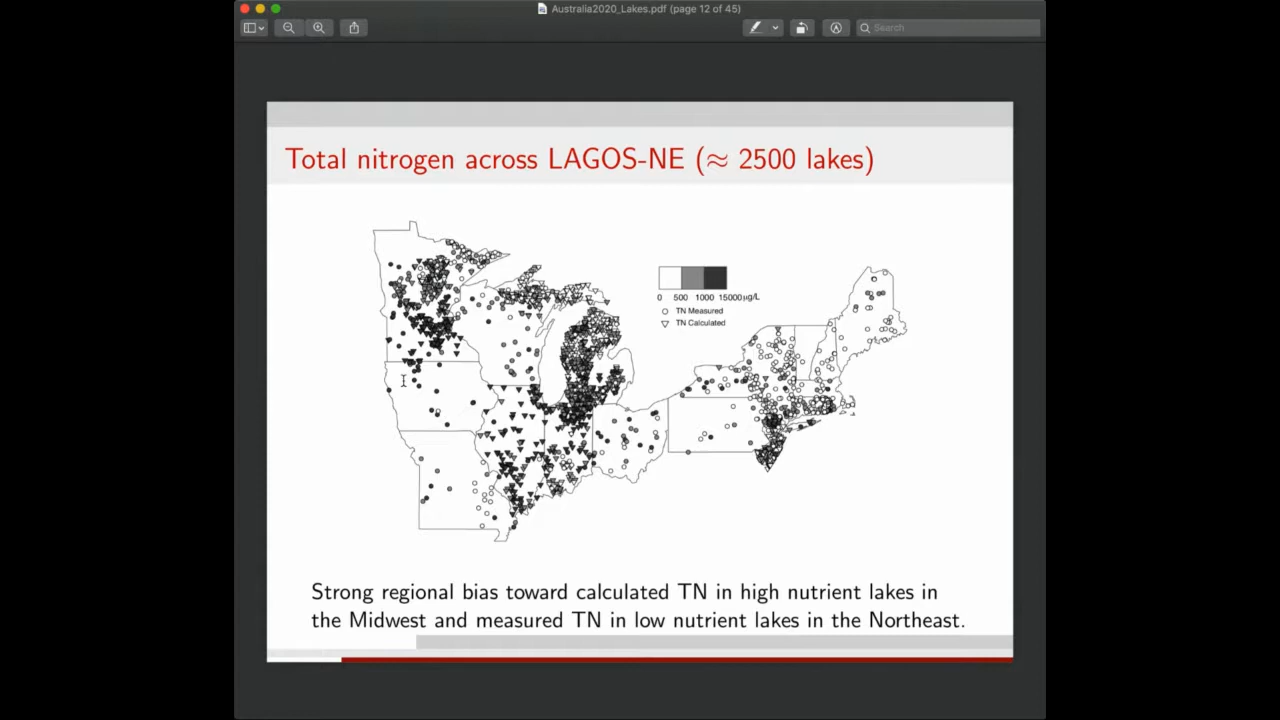 Australia2020_Lakes.pdf (page 12 of 45)
Search
Total nitrogen across LAGOS-NE (≈ 2500 lakes)
0 500 1000 15000µg/L
TN Measured
TN Calculated
Strong regional bias toward calculated TN in high nutrient lakes in
the Midwest and measured TN in low nutrient lakes in the Northeast.